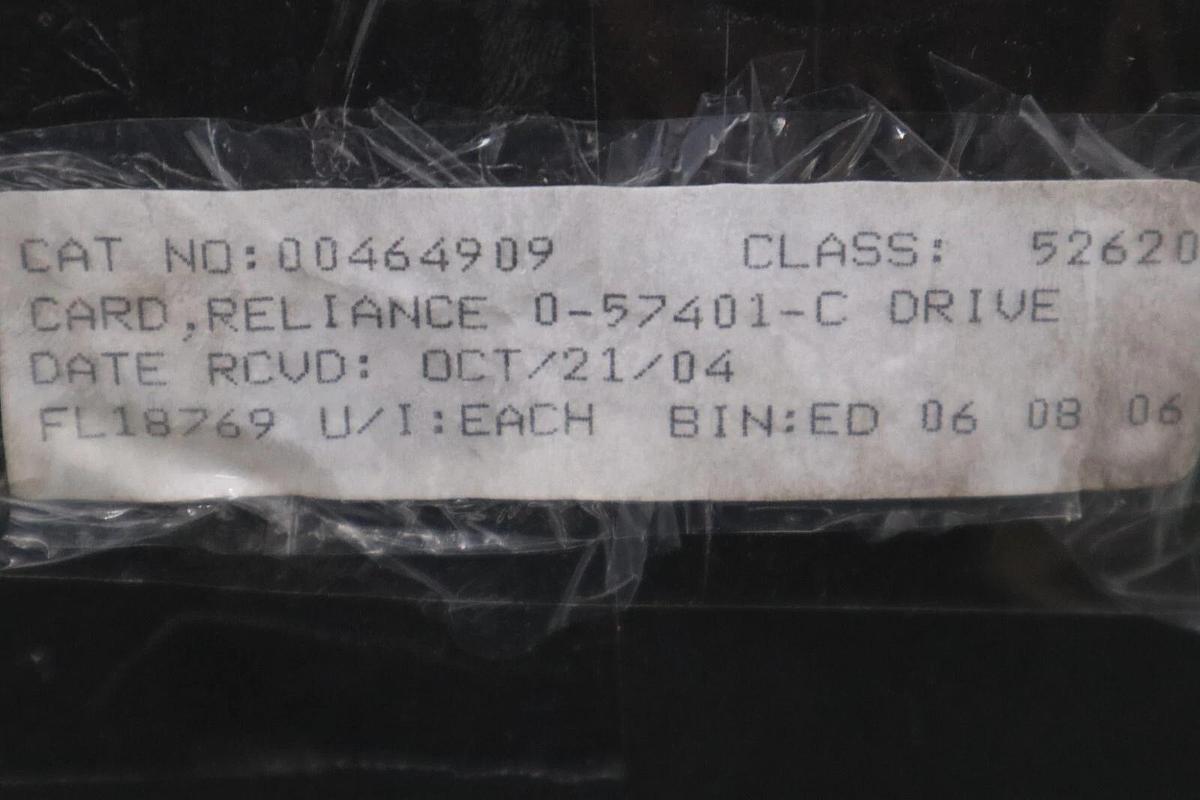 CAT NO:00464909 CLASS: 52620
CARD,RELIANCE 0-57401-C DRIVE
DATE RCVD: OCT/21/04
FL18769 U/I:EACH BIN:ED 06 08 06